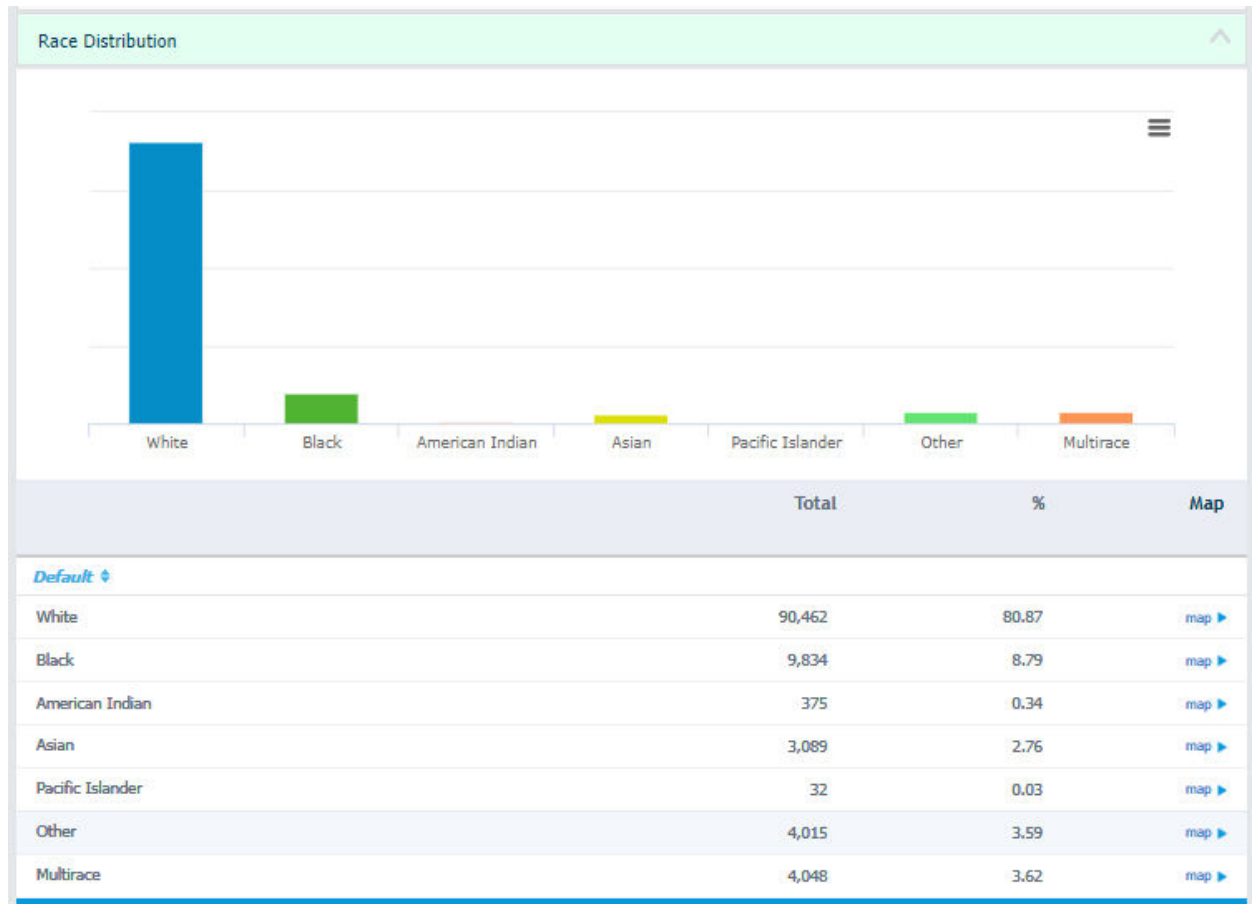 Race Distribution
White Black American Indian Asian Pacific Islander Other Multirace
Total % Map
Default
White 90,462 80.87 map
Black 9,834 8.79 map
American Indian 375 0.34 map
Asian 3,089 2.76 map
Pacific Islander 32 0.03 map
Other 4,015 3.59 map
Multirace 4,048 3.62 map